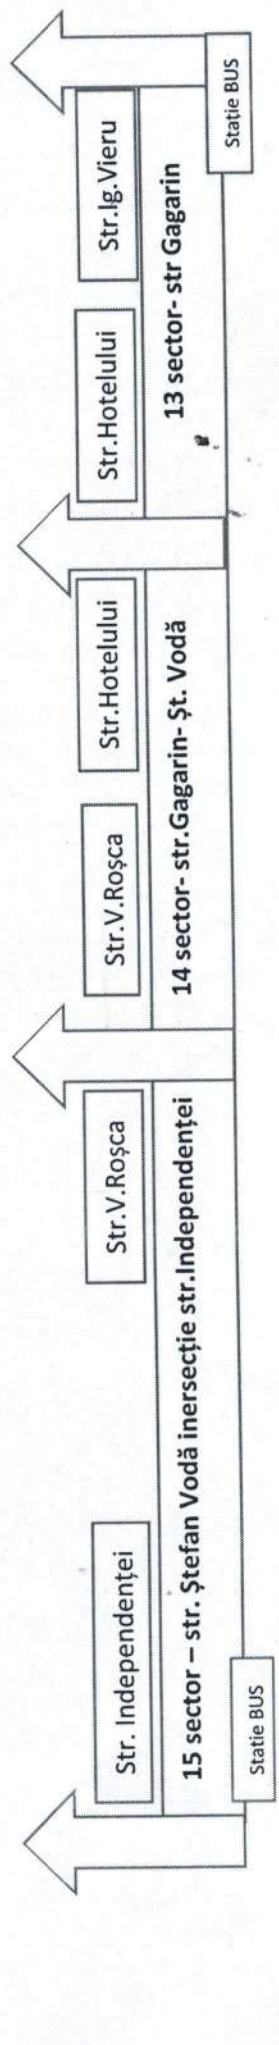 Str. Independenței
Str.V.Roșca
Str.V.Roșca
Str.Hotelului
Str.Hotelului
Str.Ig.Vieru
15 sector – str. Ștefan Vodă inersecție str.Independenței
14 sector- str.Gagarin- Șt. Vodă
13 sector- str Gagarin
Statie BUS
Stație BUS